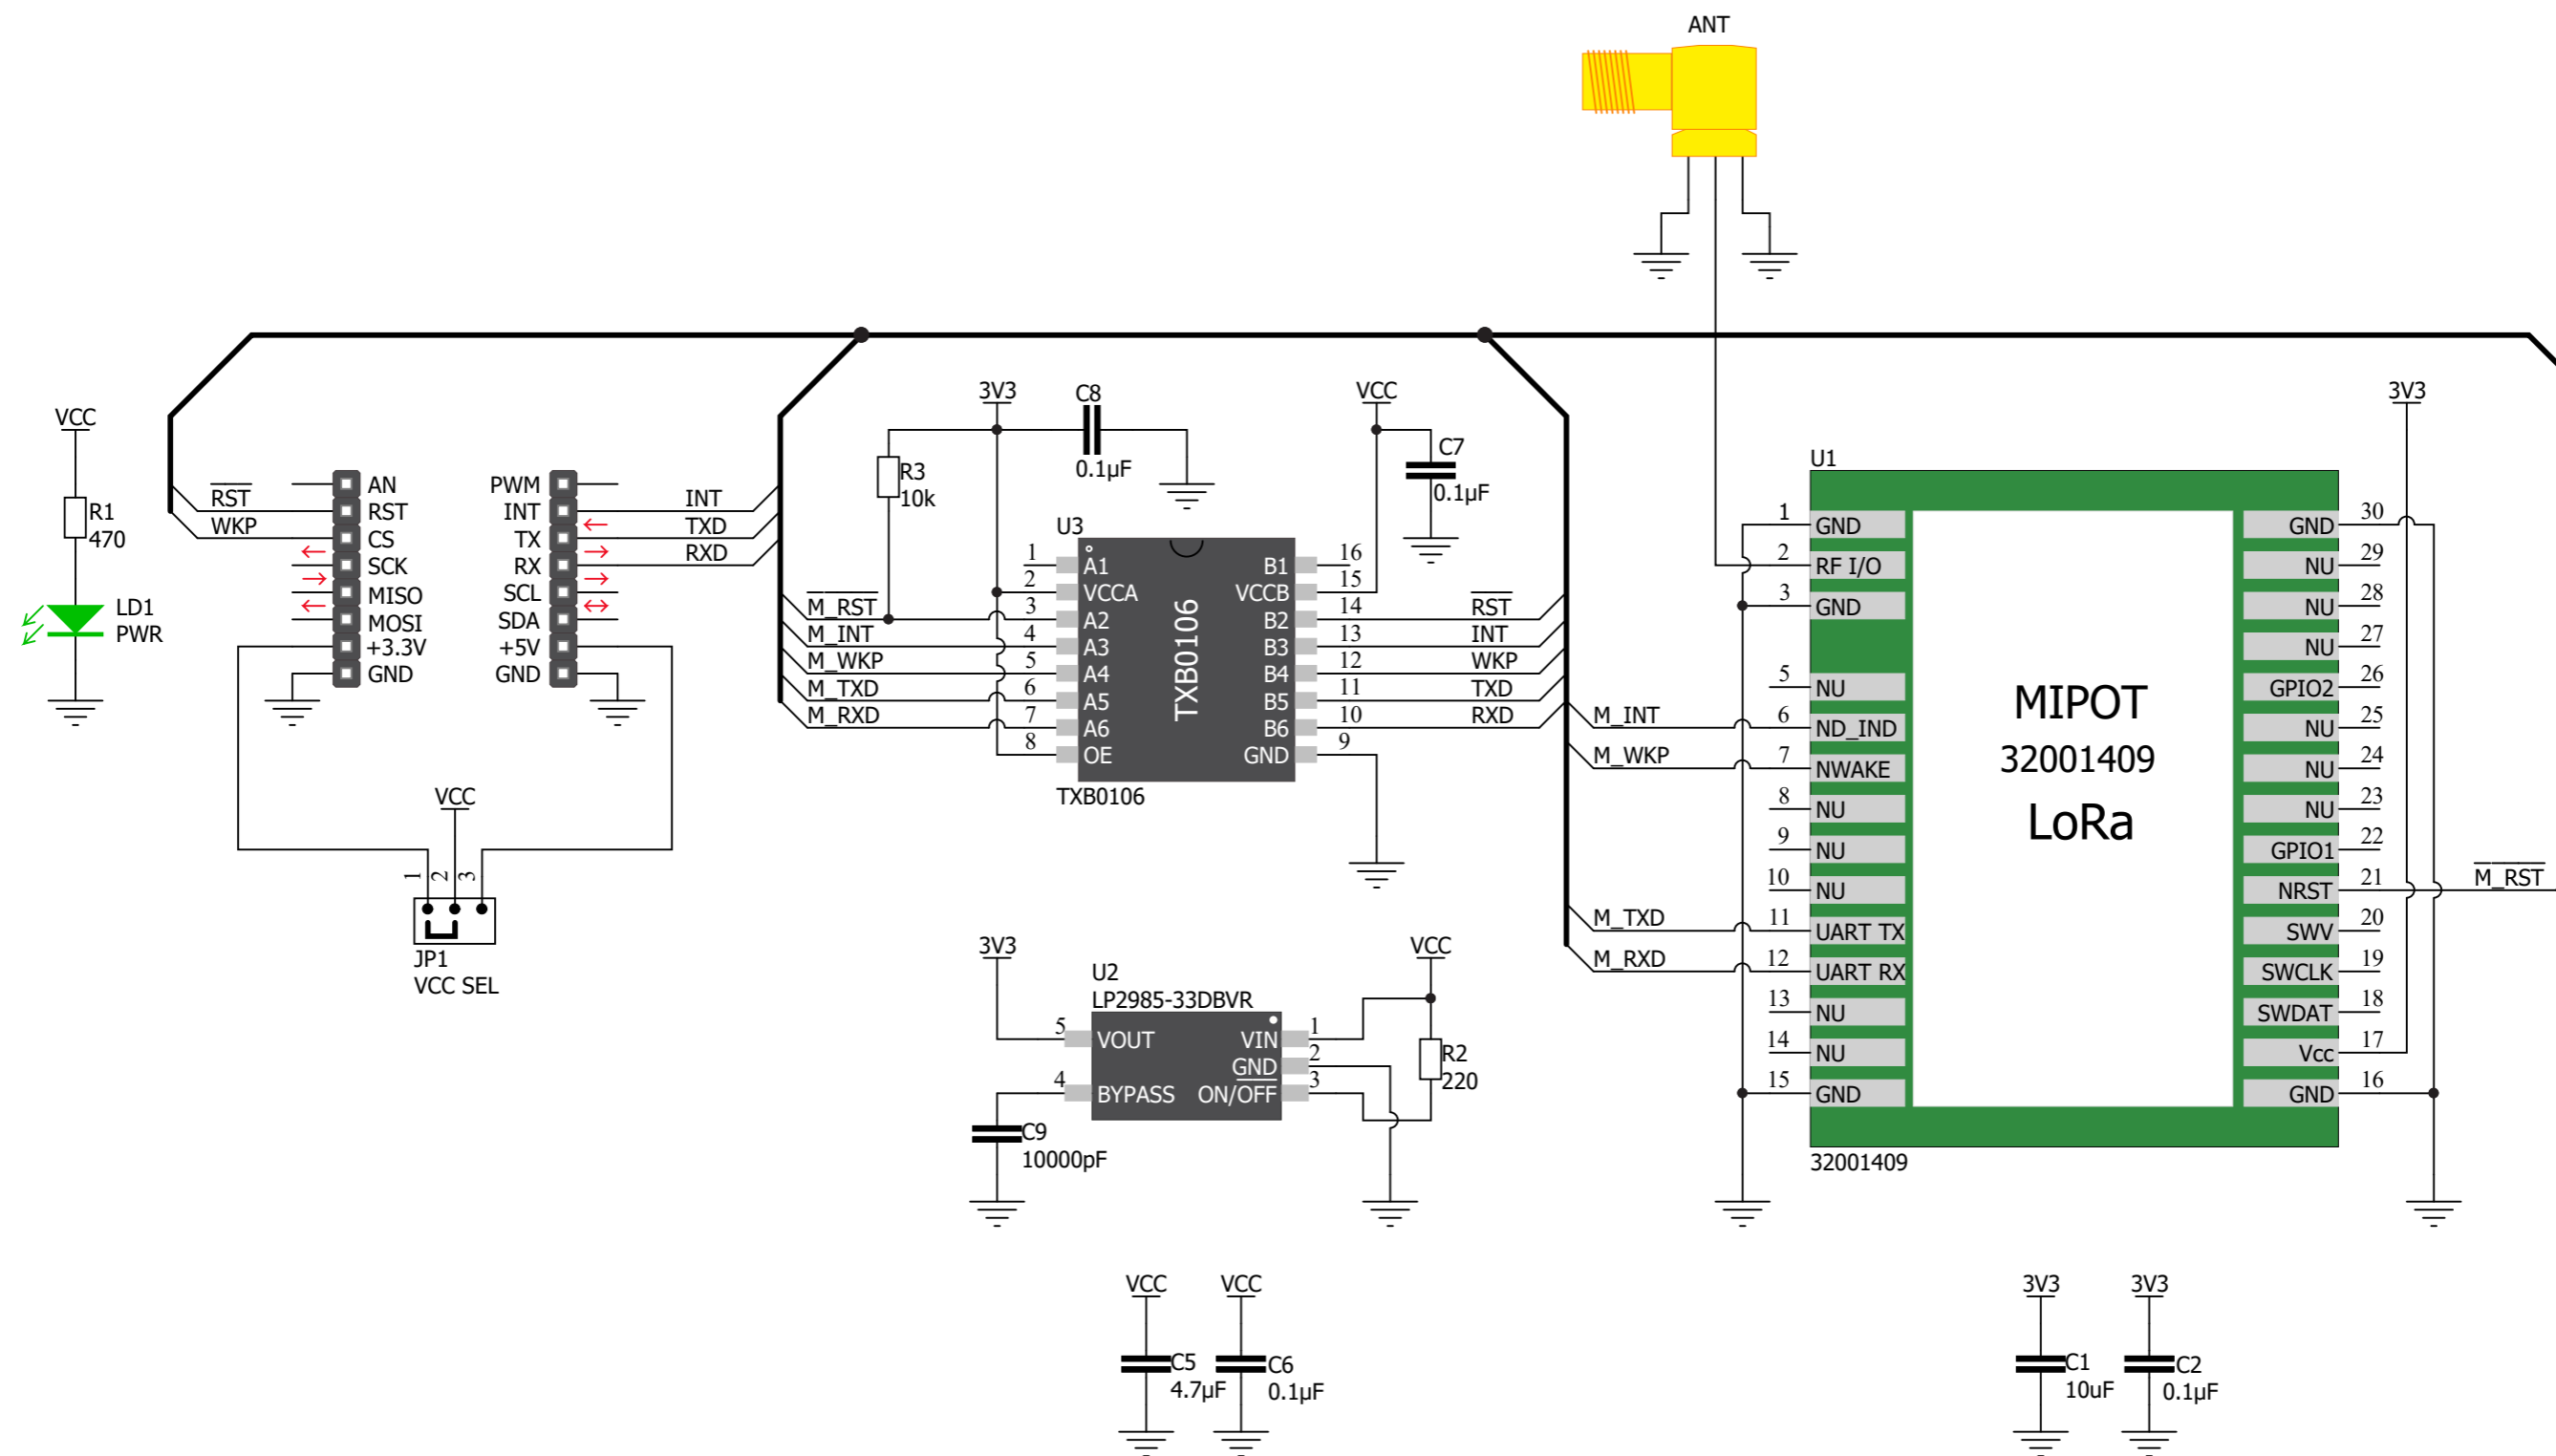 ANT
VCC
R1
470
LD1
PWR
RST
WKP
AN
RST
CS
SCK
MISO
MOSI
+3.3V
GND
PWM
INT
TX
RX
SCL
SDA
+5V
GND
INT
TXD
RXD
VCC
1
2
3
JP1
VCC SEL
3V3
C8
0.1µF
R3
10k
VCC
C7
0.1µF
U3
M_RST
M_INT
M_WKP
M_TXD
M_RXD
1
2
3
4
5
6
7
8
A1
VCCA
A2
A3
A4
A5
A6
OE
TXB0106
B1
VCCB
B2
B3
B4
B5
B6
GND
16
15
14
13
12
11
10
9
RST
INT
WKP
TXD
RXD
TXB0106
3V3
U2
LP2985-33DBVR
5
4
VOUT
BYPASS
VIN
GND
ON/OFF
1
2
3
VCC
R2
220
C9
10000pF
VCC
C5
4.7µF
VCC
C6
0.1µF
3V3
U1
M_INT
M_WKP
M_TXD
M_RXD
1
2
3
5
6
7
8
9
10
11
12
13
14
15
GND
RF I/O
GND
NU
ND_IND
NWAKE
NU
NU
NU
UART TX
UART RX
NU
NU
GND
MIPOT
32001409
LoRa
GND
NU
NU
NU
GPIO2
NU
NU
NU
GPIO1
NRST
SWV
SWCLK
SWDAT
Vcc
GND
30
29
28
27
26
25
24
23
22
21
20
19
18
17
16
M_RST
32001409
3V3
C1
10uF
3V3
C2
0.1µF